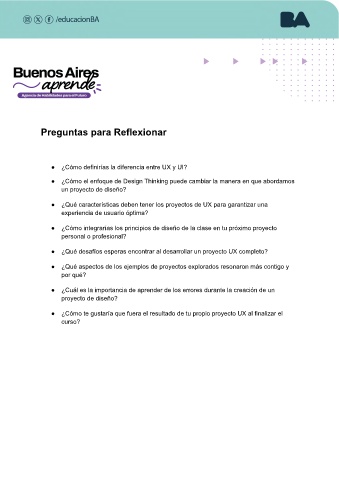 /educacionBA
BA
Buenos Aires
aprende
Agencia de Habilidades para el Futuro
Preguntas para Reflexionar
● ¿Cómo definirías la diferencia entre UX y UI?
● ¿Cómo el enfoque de Design Thinking puede cambiar la manera en que abordamos
un proyecto de diseño?
● ¿Qué características deben tener los proyectos de UX para garantizar una
experiencia de usuario óptima?
● ¿Cómo integrarías los principios de diseño de la clase en tu próximo proyecto
personal o profesional?
● ¿Qué desafíos esperas encontrar al desarrollar un proyecto UX completo?
● ¿Qué aspectos de los ejemplos de proyectos explorados resonaron más contigo y
por qué?
● ¿Cuál es la importancia de aprender de los errores durante la creación de un
proyecto de diseño?
● ¿Cómo te gustaría que fuera el resultado de tu propio proyecto UX al finalizar el
curso?